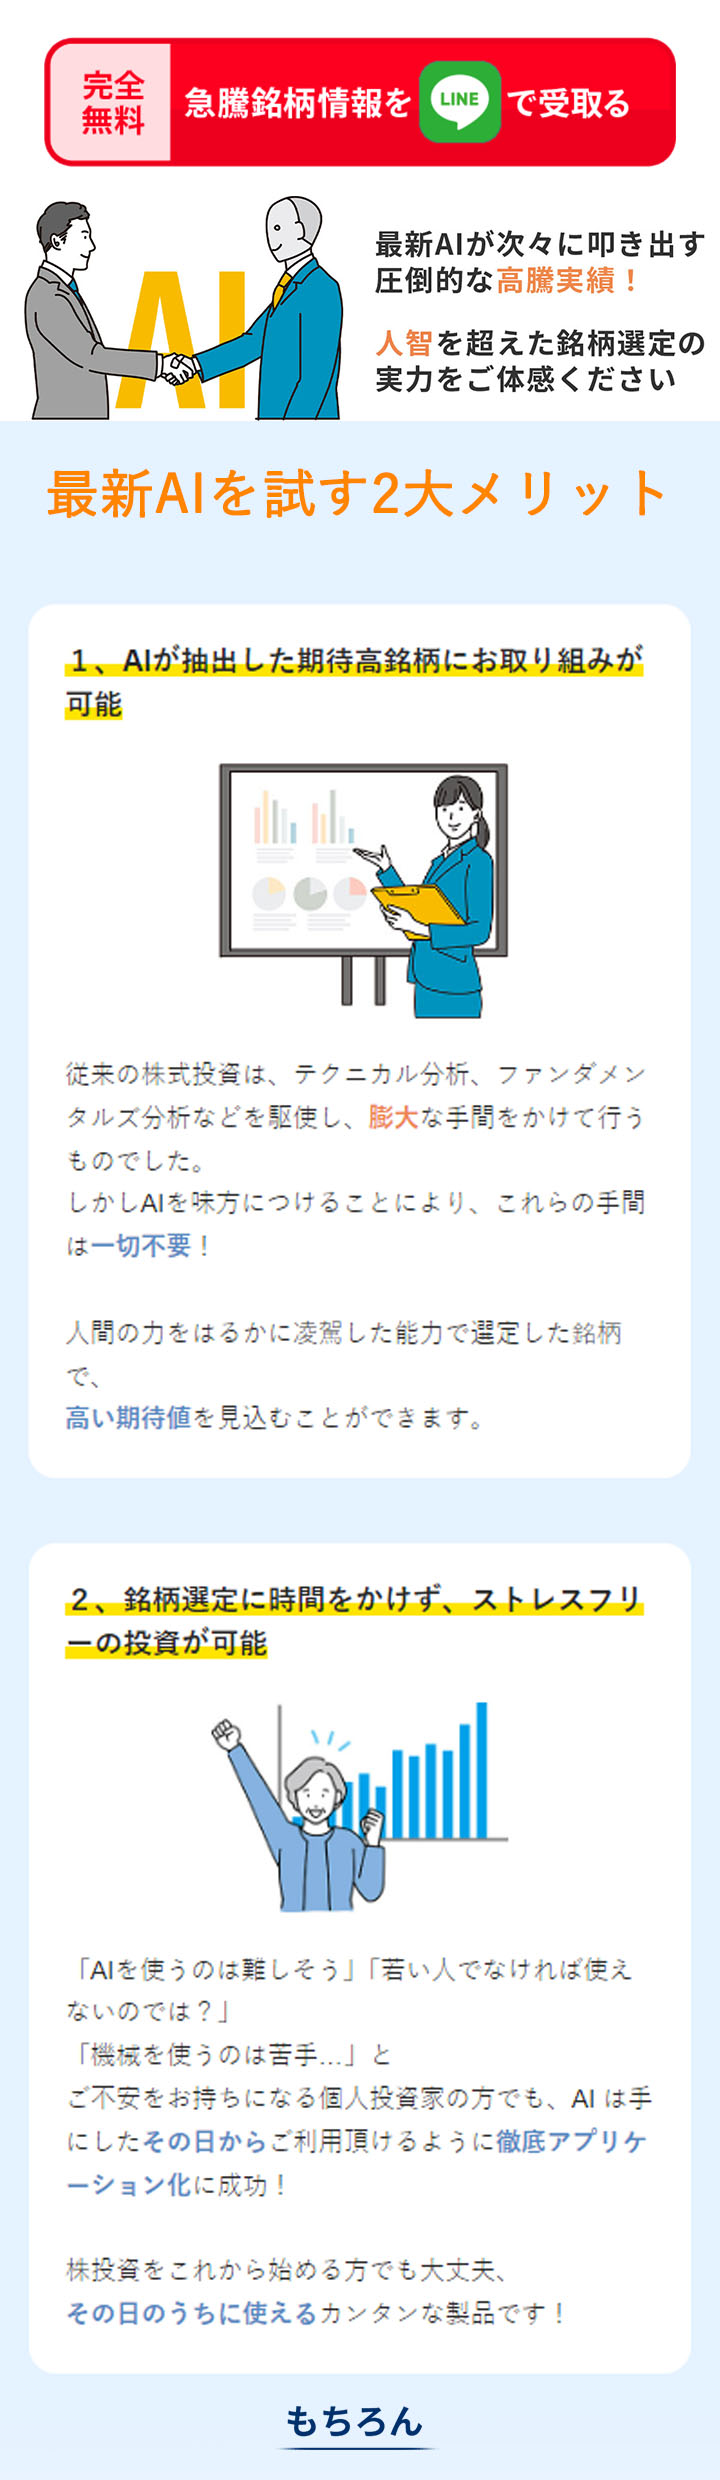 完全
無料
急騰銘柄情報を LINE で受取る
最新AIが次々に叩き出す
圧倒的な高騰実績！
人智を超えた銘柄選定の
実力をご体感ください
AI
最新AIを試す2大メリット
１、AIが抽出した期待高銘柄にお取り組みが
可能
従来の株式投資は、テクニカル分析、ファンダメン
タルズ分析などを駆使し、膨大な手間をかけて行う
ものでした。
しかしAIを味方につけることにより、これらの手間
は一切不要！
人間の力をはるかに凌駕した能力で選定した銘柄
で、
高い期待値を見込むことができます。
２、銘柄選定に時間をかけず、ストレスフリ
ーの投資が可能
「AIを使うのは難しそう」「若い人でなければ使え
ないのでは？」
「機械を使うのは苦手…」と
ご不安をお持ちになる個人投資家の方でも、AI は手
にしたその日からご利用頂けるように徹底アプリケ
ーション化に成功！
株投資をこれから始める方でも大丈夫、
その日のうちに使えるカンタンな製品です！
もちろん